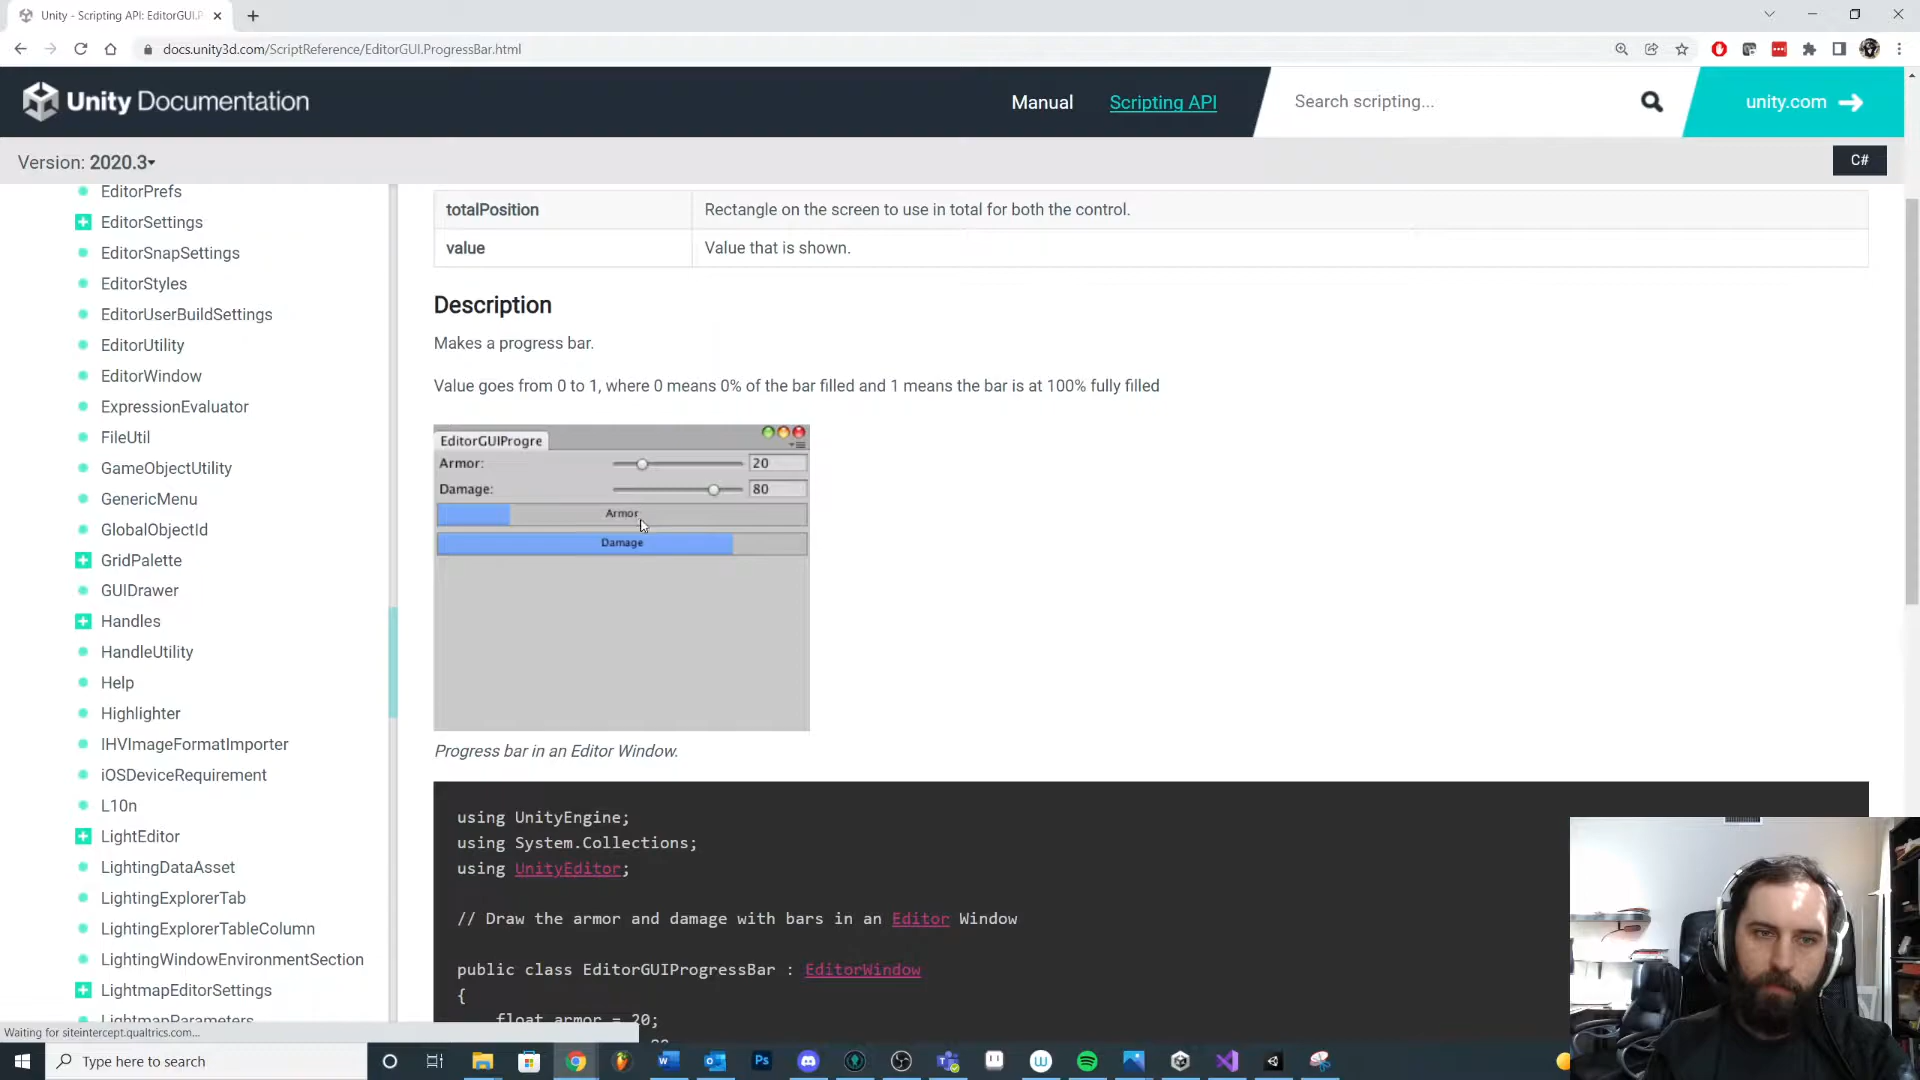 Unity - Scripting API: EditorGUI.P
docs.unity3d.com/ScriptReference/EditorGUI.ProgressBar.html
Unity Documentation
Manual
Scripting API
Search scripting...
unity.com
Version: 2020.3
C#
EditorPrefs
EditorSettings
EditorSnapSettings
EditorStyles
EditorUserBuildSettings
EditorUtility
EditorWindow
ExpressionEvaluator
FileUtil
GameObjectUtility
GenericMenu
GlobalObjectId
GridPalette
GUIDrawer
Handles
HandleUtility
Help
Highlighter
IHVImageFormatImporter
iOSDeviceRequirement
L10n
LightEditor
LightingDataAsset
LightingExplorerTab
LightingExplorerTableColumn
LightingWindowEnvironmentSection
LightmapEditorSettings
LightmapParameters
totalPosition Rectangle on the screen to use in total for both the control.
value Value that is shown.
Description
Makes a progress bar.
Value goes from 0 to 1, where 0 means 0% of the bar filled and 1 means the bar is at 100% fully filled
EditorGUIProgre
Armor: 20
Damage: 80
Armor
Damage
Progress bar in an Editor Window.
using UnityEngine;
using System.Collections;
using UnityEditor;
// Draw the armor and damage with bars in an Editor Window
public class EditorGUIProgressBar : EditorWindow
{
float armor = 20;
Waiting for siteintercept.qualtrics.com...
Type here to search